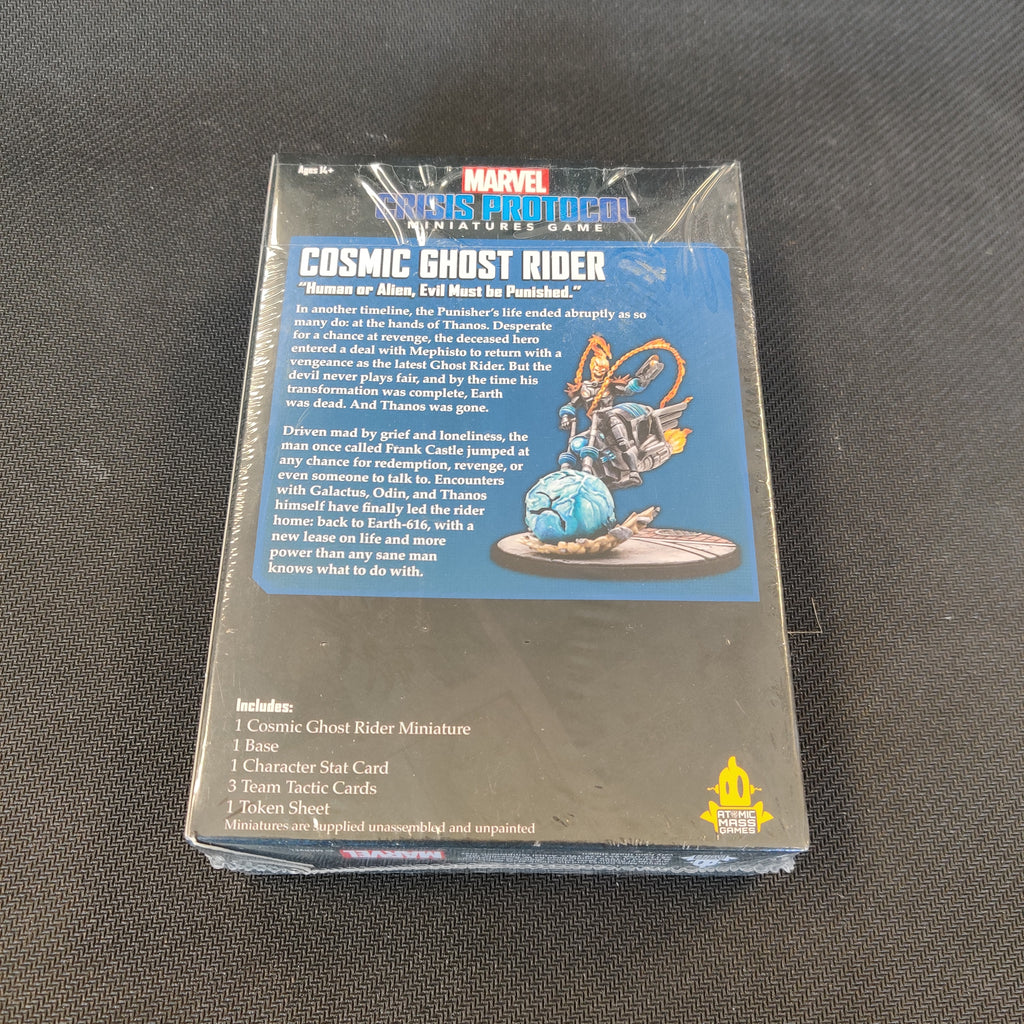 Ages 14+
MARVEL
CRISIS PROTOCOL
MINIATURES GAME
COSMIC GHOST RIDER
“Human or Alien, Evil Must be Punished.”
In another timeline, the Punisher’s life ended abruptly as so
many do: at the hands of Thanos. Desperate
for a chance at revenge, the deceased hero
entered a deal with Mephisto to return with a
vengeance as the latest Ghost Rider. But the
devil never plays fair, and by the time his
transformation was complete, Earth
was dead. And Thanos was gone.
Driven mad by grief and loneliness, the
man once called Frank Castle jumped at
any chance for redemption, revenge, or
even someone to talk to. Encounters
with Galactus, Odin, and Thanos
himself have finally led the rider
home: back to Earth-616, with a
new lease on life and more
power than any sane man
knows what to do with.
Includes:
1 Cosmic Ghost Rider Miniature
1 Base
1 Character Stat Card
3 Team Tactic Cards
1 Token Sheet
Miniatures are supplied unassembled and unpainted
ATOMIC
MASS
GAMES
MARVEL